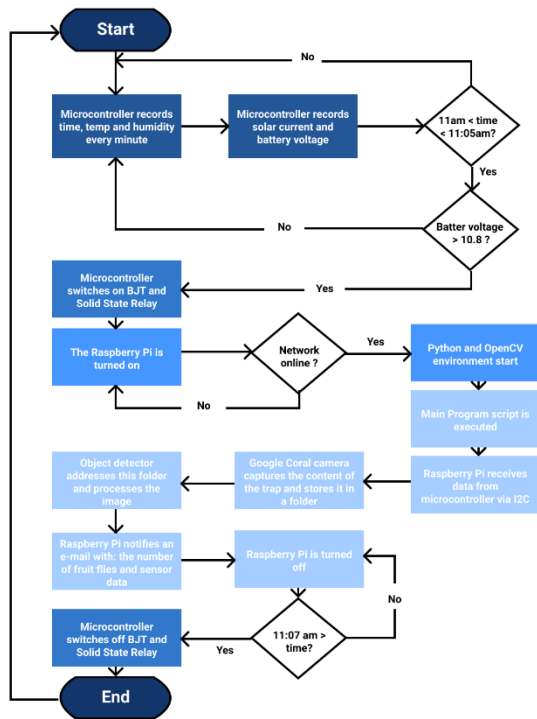 Start
No
Microcontroller records
time, temp and humidity
every minute
Microcontroller records
solar current and
battery voltage
11am < time
< 11:05am?
Yes
No
Batter voltage
> 10.8 ?
Microcontroller
switches on BJT and
Solid State Relay
Yes
The Raspberry Pi is
turned on
Network
online ?
Yes
Python and OpenCV
environment start
No
Main Program script is
executed
Object detector
addresses this folder
and processes the
image
Google Coral camera
captures the content of
the trap and stores it in
a folder
Raspberry Pi receives
data from
microcontroller via I2C
Raspberry Pi notifies an
e-mail with: the number
of fruit flies and sensor
data
Raspberry Pi is turned
off
No
Microcontroller
switches off BJT and
Solid State Relay
Yes
11:07 am >
time?
End